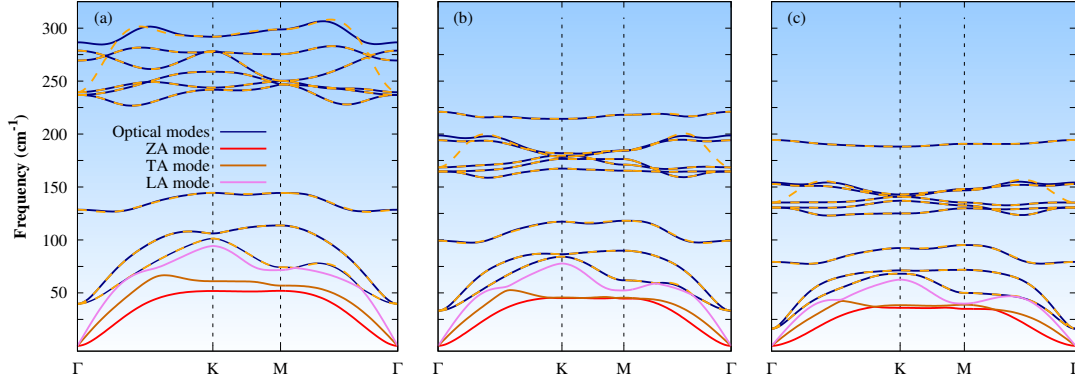 (a) (b) (c)
300
250
200
150
100
50
Frequency (cm⁻¹)
Optical modes
ZA mode
TA mode
LA mode
Γ K M Γ Γ K M Γ Γ K M Γ